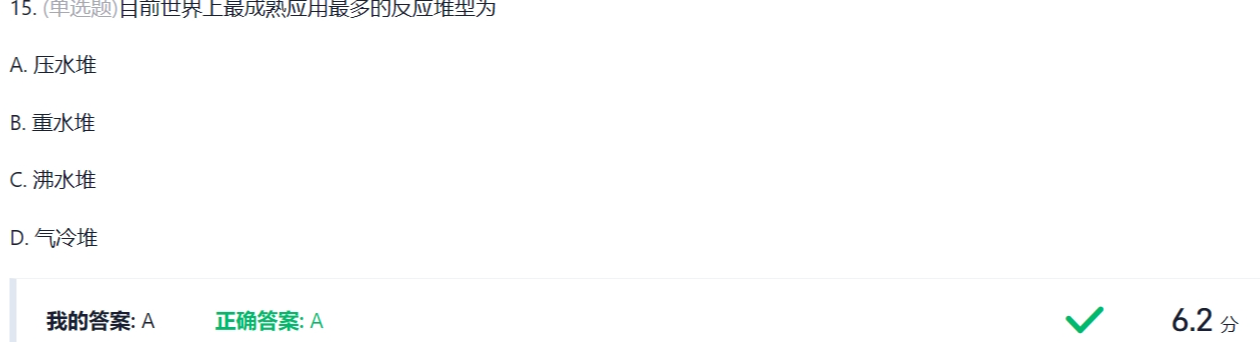 15. (单选题)目前世界上最成熟应用最多的反应堆型为
A. 压水堆
B. 重水堆
C. 沸水堆
D. 气冷堆
我的答案: A 正确答案: A 6.2 分